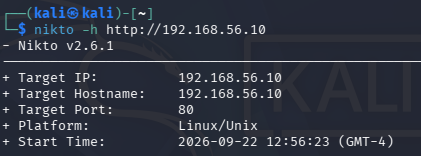 ┌──(kali㉿kali)-[~]
└─$ nikto -h http://192.168.56.10
- Nikto v2.6.1
+ Target IP: 192.168.56.10
+ Target Hostname: 192.168.56.10
+ Target Port: 80
+ Platform: Linux/Unix
+ Start Time: 2026-09-22 12:56:23 (GMT-4)
KALI